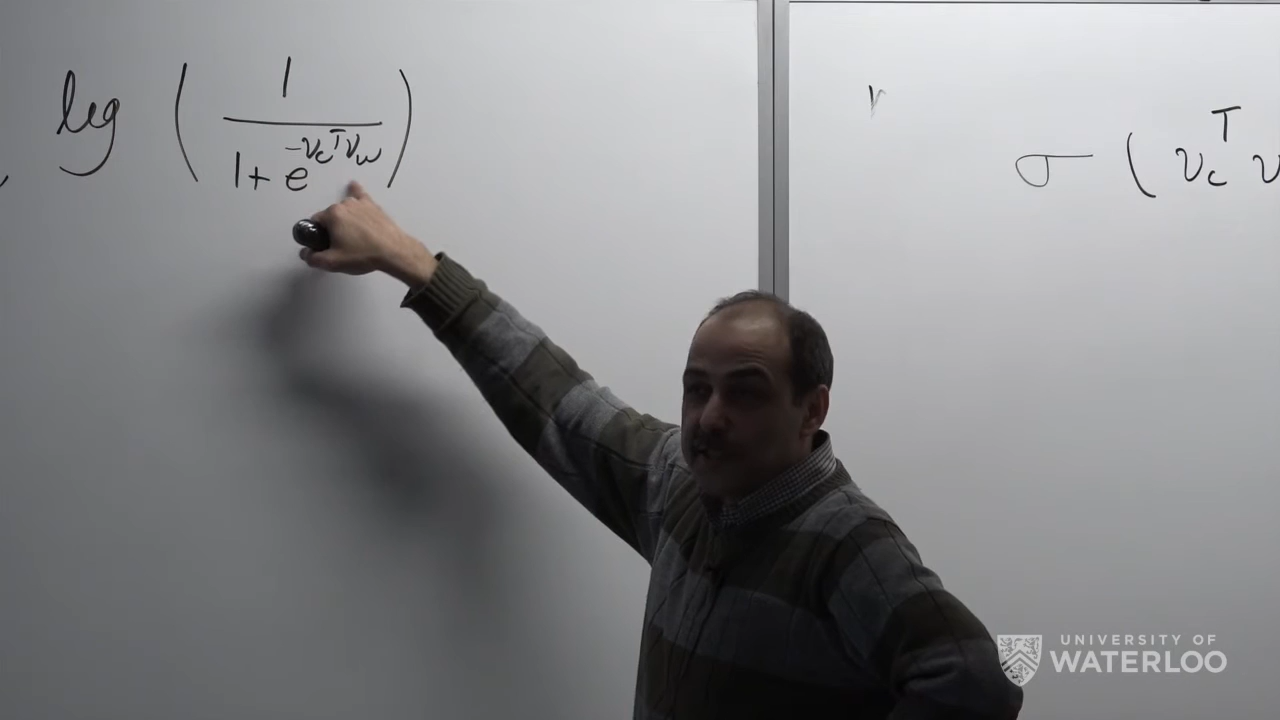 log ( 1 / 1 + e^{-v_c^T v_w} )
σ ( v_c^T v
UNIVERSITY OF
WATERLOO